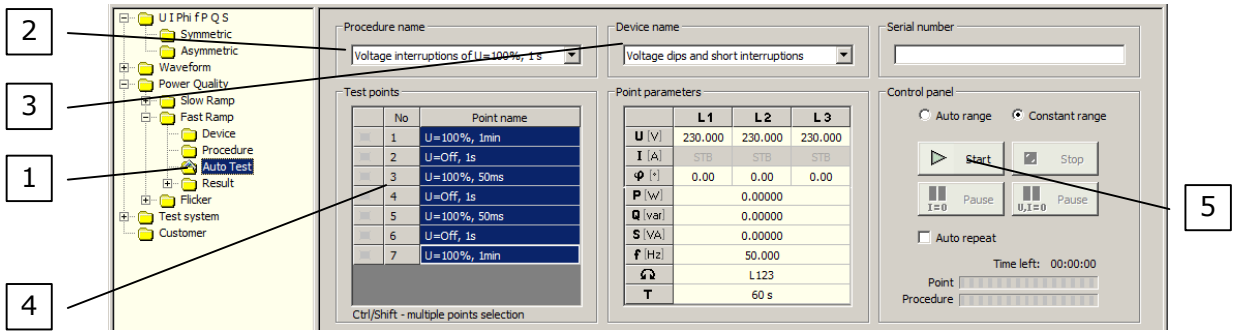 2
3
1
4
5
U I Phi f P Q S
Symmetric
Asymmetric
Waveform
Power Quality
Slow Ramp
Fast Ramp
Device
Procedure
Auto Test
Result
Flicker
Test system
Customer
Procedure name
Voltage interruptions of U=100%, 1 s
Device name
Voltage dips and short interruptions
Serial number
Test points
No Point name
1 U=100%, 1min
2 U=Off, 1s
3 U=100%, 50ms
4 U=Off, 1s
5 U=100%, 50ms
6 U=Off, 1s
7 U=100%, 1min
Ctrl/Shift - multiple points selection
Point parameters
L1 L2 L3
U [V] 230.000 230.000 230.000
I [A] STB STB STB
φ [°] 0.00 0.00 0.00
P [W] 0.00000
Q [var] 0.00000
S [VA] 0.00000
f [Hz] 50.000
L123
T 60 s
Control panel
Auto range Constant range
Start Stop
I=0 Pause U,I=0 Pause
Auto repeat
Time left: 00:00:00
Point
Procedure